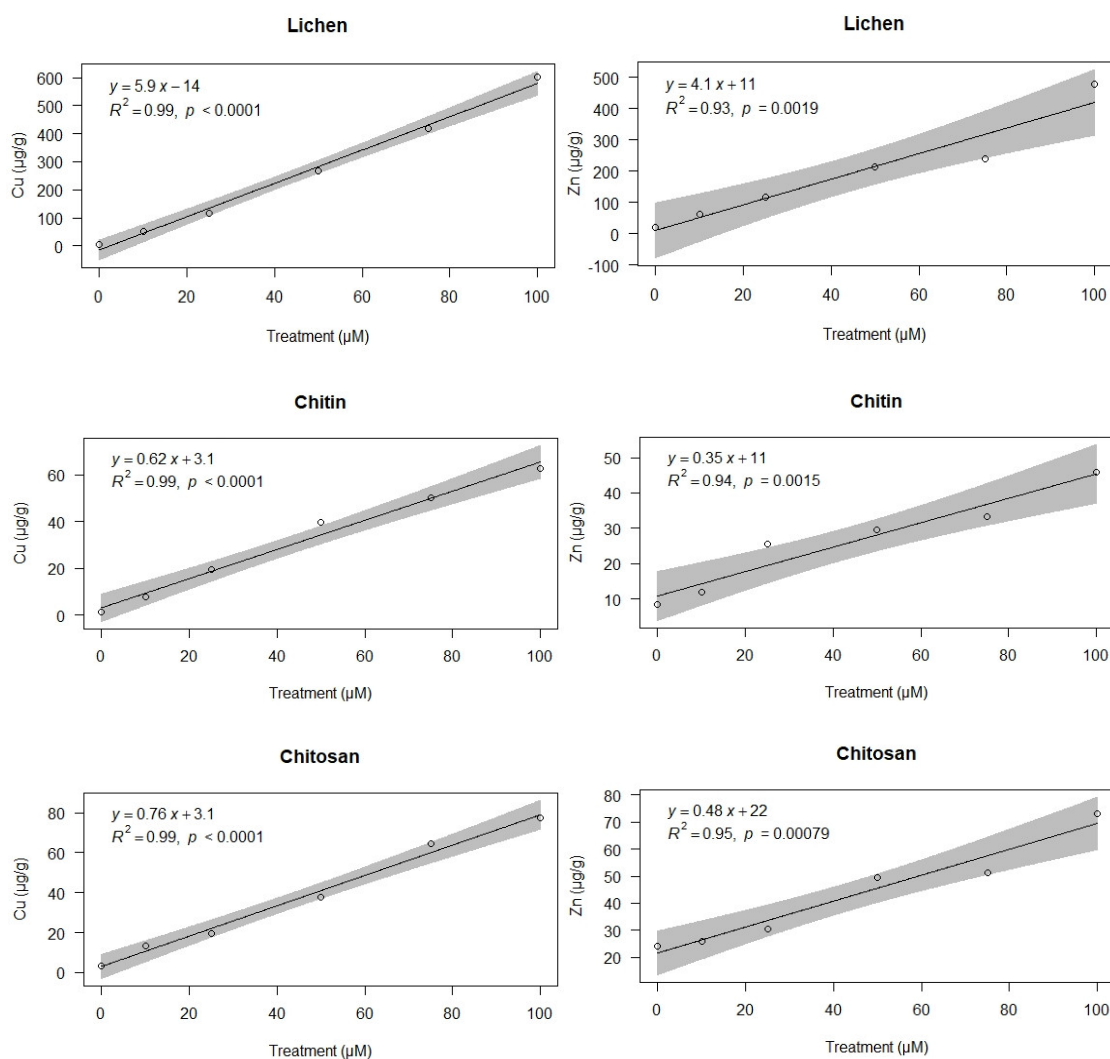 Lichen
y = 5.9 x − 14
R² = 0.99, p < 0.0001
600
500
400
300
200
100
0
Cu (µg/g)
0 20 40 60 80 100
Treatment (µM)
Lichen
y = 4.1 x + 11
R² = 0.93, p = 0.0019
500
400
300
200
100
0
-100
Zn (µg/g)
0 20 40 60 80 100
Treatment (µM)
Chitin
y = 0.62 x + 3.1
R² = 0.99, p < 0.0001
60
40
20
0
Cu (µg/g)
0 20 40 60 80 100
Treatment (µM)
Chitin
y = 0.35 x + 11
R² = 0.94, p = 0.0015
50
40
30
20
10
Zn (µg/g)
0 20 40 60 80 100
Treatment (µM)
Chitosan
y = 0.76 x + 3.1
R² = 0.99, p < 0.0001
80
60
40
20
0
Cu (µg/g)
0 20 40 60 80 100
Treatment (µM)
Chitosan
y = 0.48 x + 22
R² = 0.95, p = 0.00079
80
70
60
50
40
30
20
Zn (µg/g)
0 20 40 60 80 100
Treatment (µM)